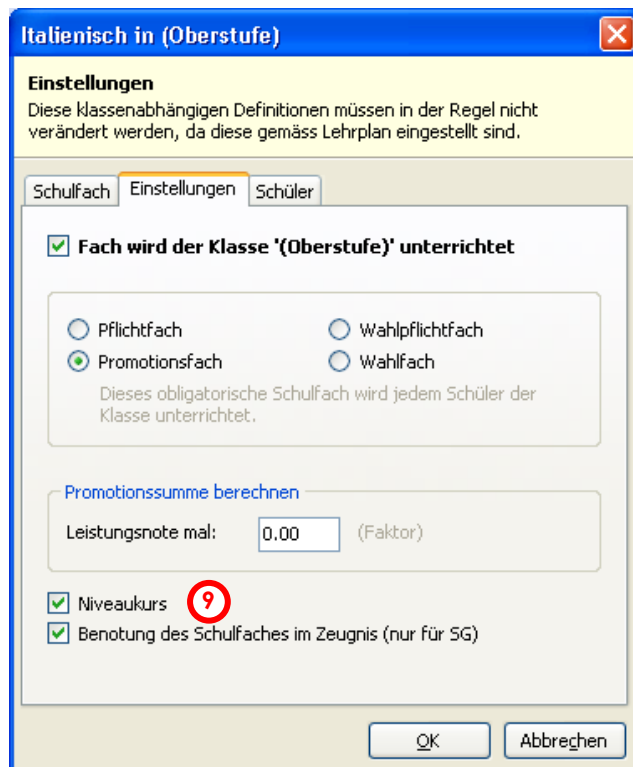 Italienisch in (Oberstufe)
Einstellungen
Diese klassenabhängigen Definitionen müssen in der Regel nicht
verändert werden, da diese gemäss Lehrplan eingestellt sind.
Schulfach Einstellungen Schüler
Fach wird der Klasse '(Oberstufe)' unterrichtet
Pflichtfach Wahlpflichtfach
Promotionsfach Wahlfach
Dieses obligatorische Schulfach wird jedem Schüler der
Klasse unterrichtet.
Promotionssumme berechnen
Leistungsnote mal: 0.00 (Faktor)
Niveaukurs 9
Benotung des Schulfaches im Zeugnis (nur für SG)
OK Abbrechen